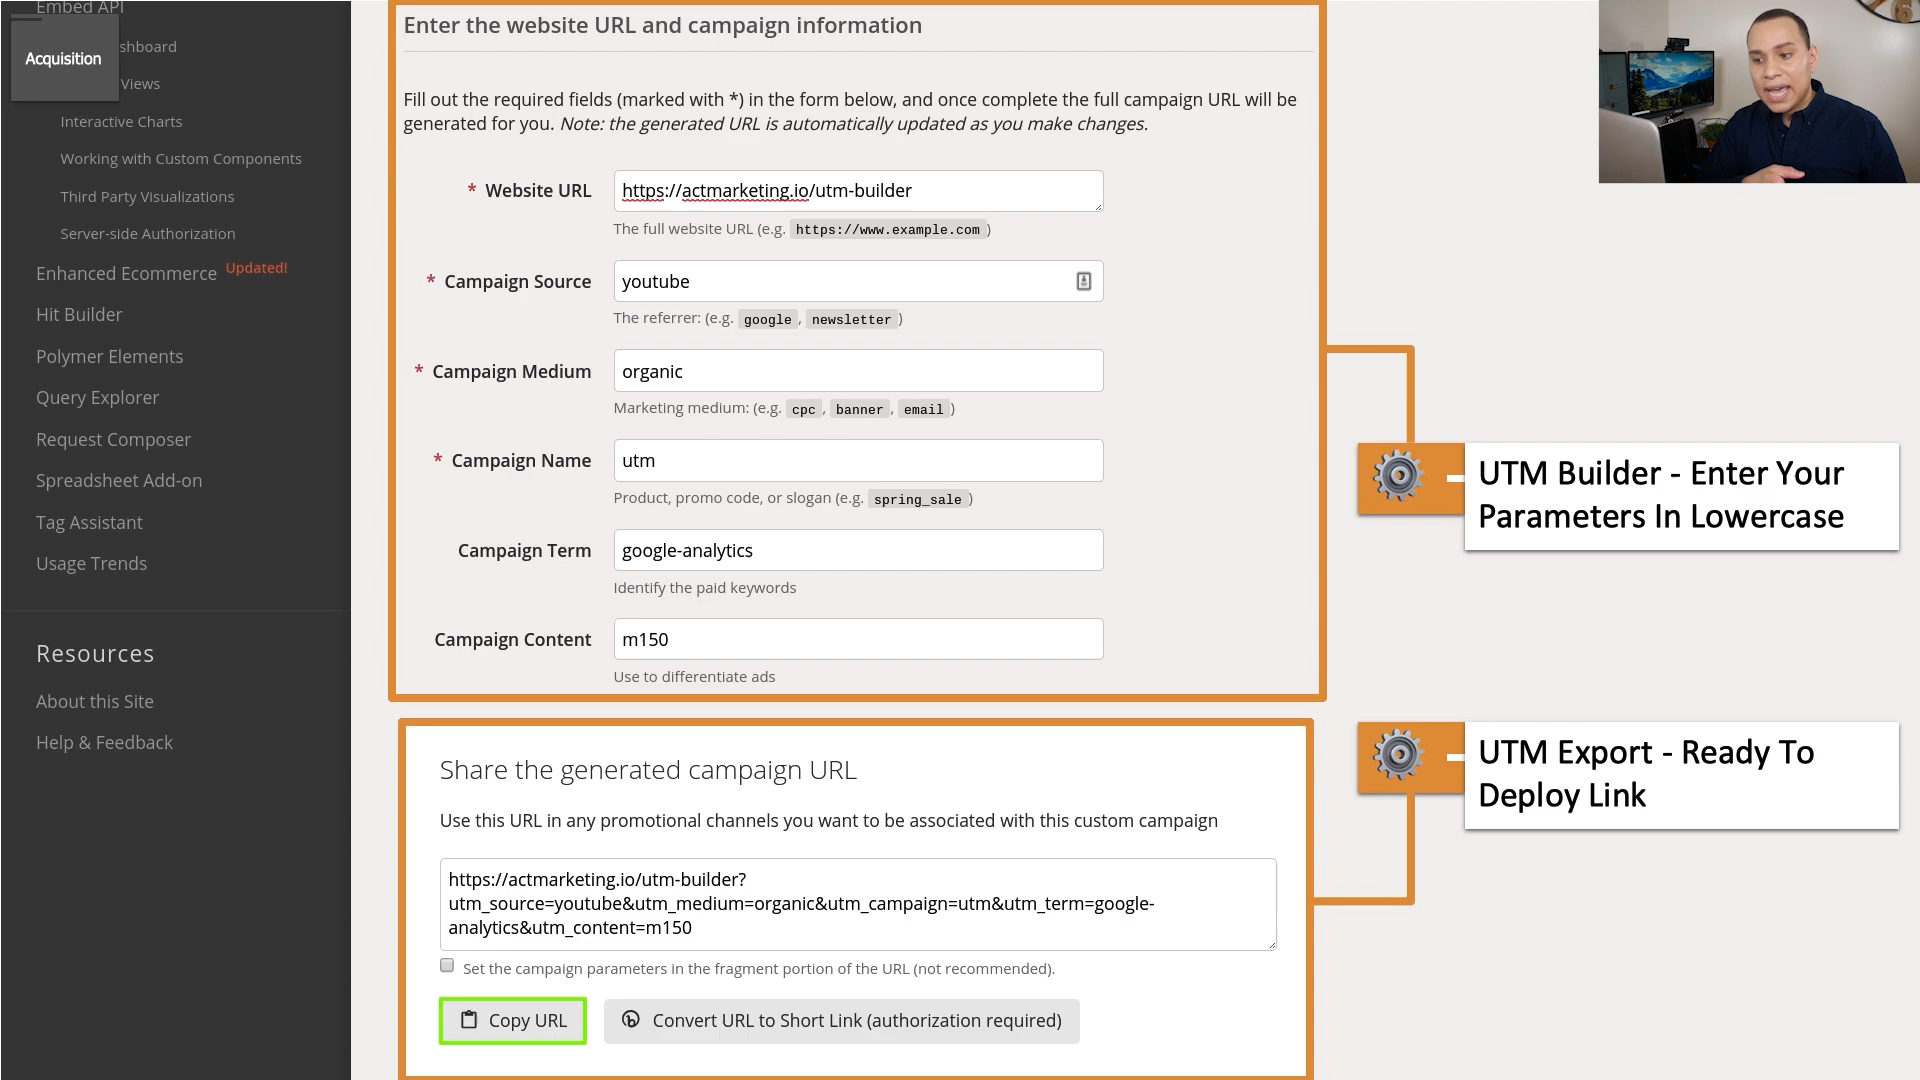 Embed API
Acquisition
shboard
Views
Interactive Charts
Working with Custom Components
Third Party Visualizations
Server-side Authorization
Enhanced Ecommerce Updated!
Hit Builder
Polymer Elements
Query Explorer
Request Composer
Spreadsheet Add-on
Tag Assistant
Usage Trends
Resources
About this Site
Help & Feedback
Enter the website URL and campaign information
Fill out the required fields (marked with *) in the form below, and once complete the full campaign URL will be
generated for you. Note: the generated URL is automatically updated as you make changes.
* Website URL https://actmarketing.io/utm-builder
The full website URL (e.g. https://www.example.com )
* Campaign Source youtube
The referrer: (e.g. google , newsletter )
* Campaign Medium organic
Marketing medium: (e.g. cpc , banner , email )
* Campaign Name utm
Product, promo code, or slogan (e.g. spring_sale )
Campaign Term google-analytics
Identify the paid keywords
Campaign Content m150
Use to differentiate ads
Share the generated campaign URL
Use this URL in any promotional channels you want to be associated with this custom campaign
https://actmarketing.io/utm-builder?
utm_source=youtube&utm_medium=organic&utm_campaign=utm&utm_term=google-
analytics&utm_content=m150
Set the campaign parameters in the fragment portion of the URL (not recommended).
Copy URL
Convert URL to Short Link (authorization required)
UTM Builder - Enter Your
Parameters In Lowercase
UTM Export - Ready To
Deploy Link